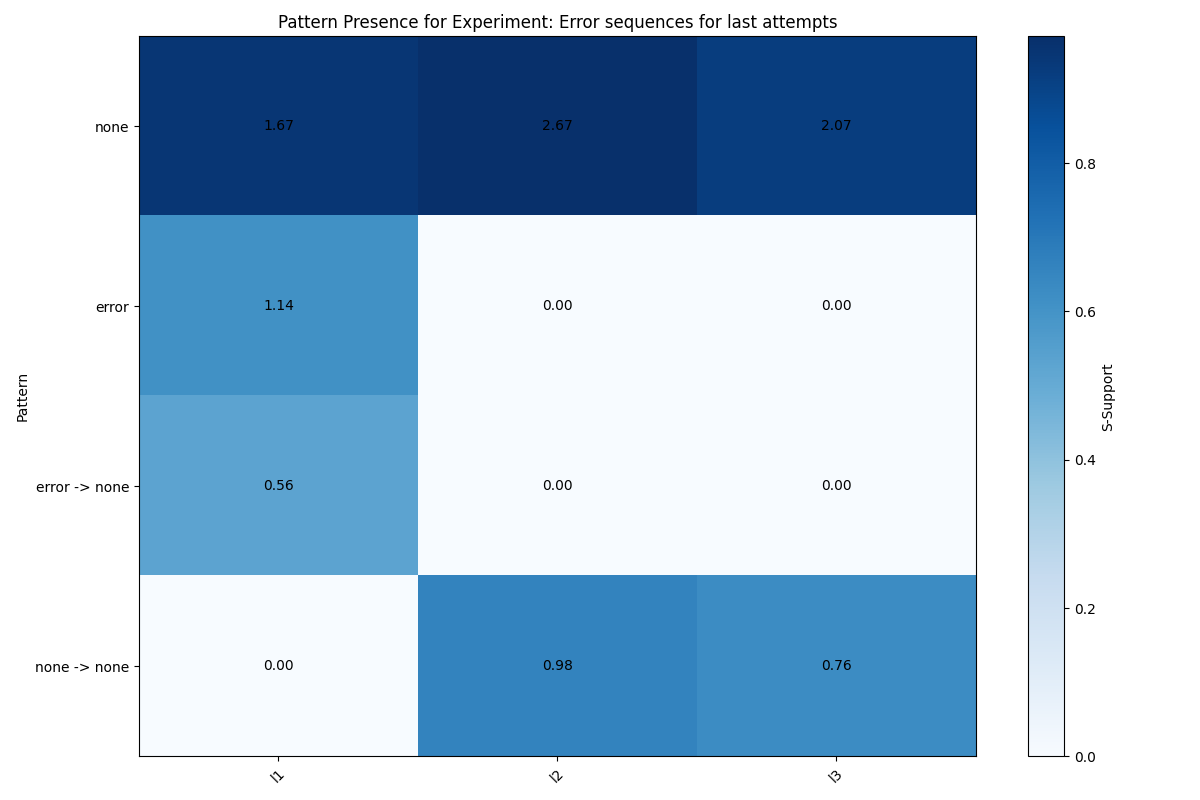 Pattern Presence for Experiment: Error sequences for last attempts
none
1.67
2.67
2.07
error
1.14
0.00
0.00
error -> none
0.56
0.00
0.00
none -> none
0.00
0.98
0.76
Pattern
l1
l2
l3
0.8
0.6
0.4
0.2
0.0
S-Support